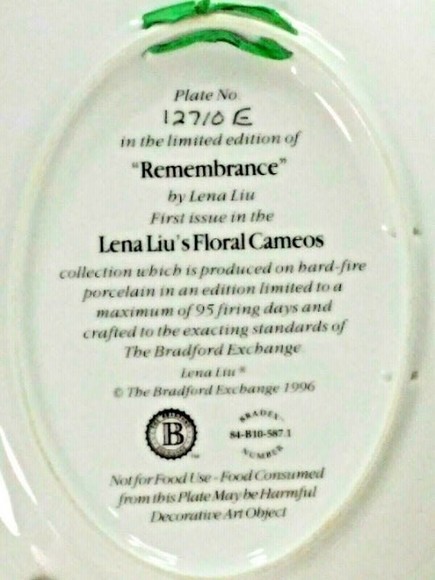 Plate No.
12710 E
in the limited edition of
"Remembrance"
by Lena Liu
First issue in the
Lena Liu's Floral Cameos
collection which is produced on hard-fire
porcelain in an edition limited to a
maximum of 95 firing days and
crafted to the exacting standards of
The Bradford Exchange
Lena Liu ®
© The Bradford Exchange 1996
B
BRADEX™
84-B10-587.1
NUMBER
Not for Food Use - Food Consumed
from this Plate May be Harmful
Decorative Art Object